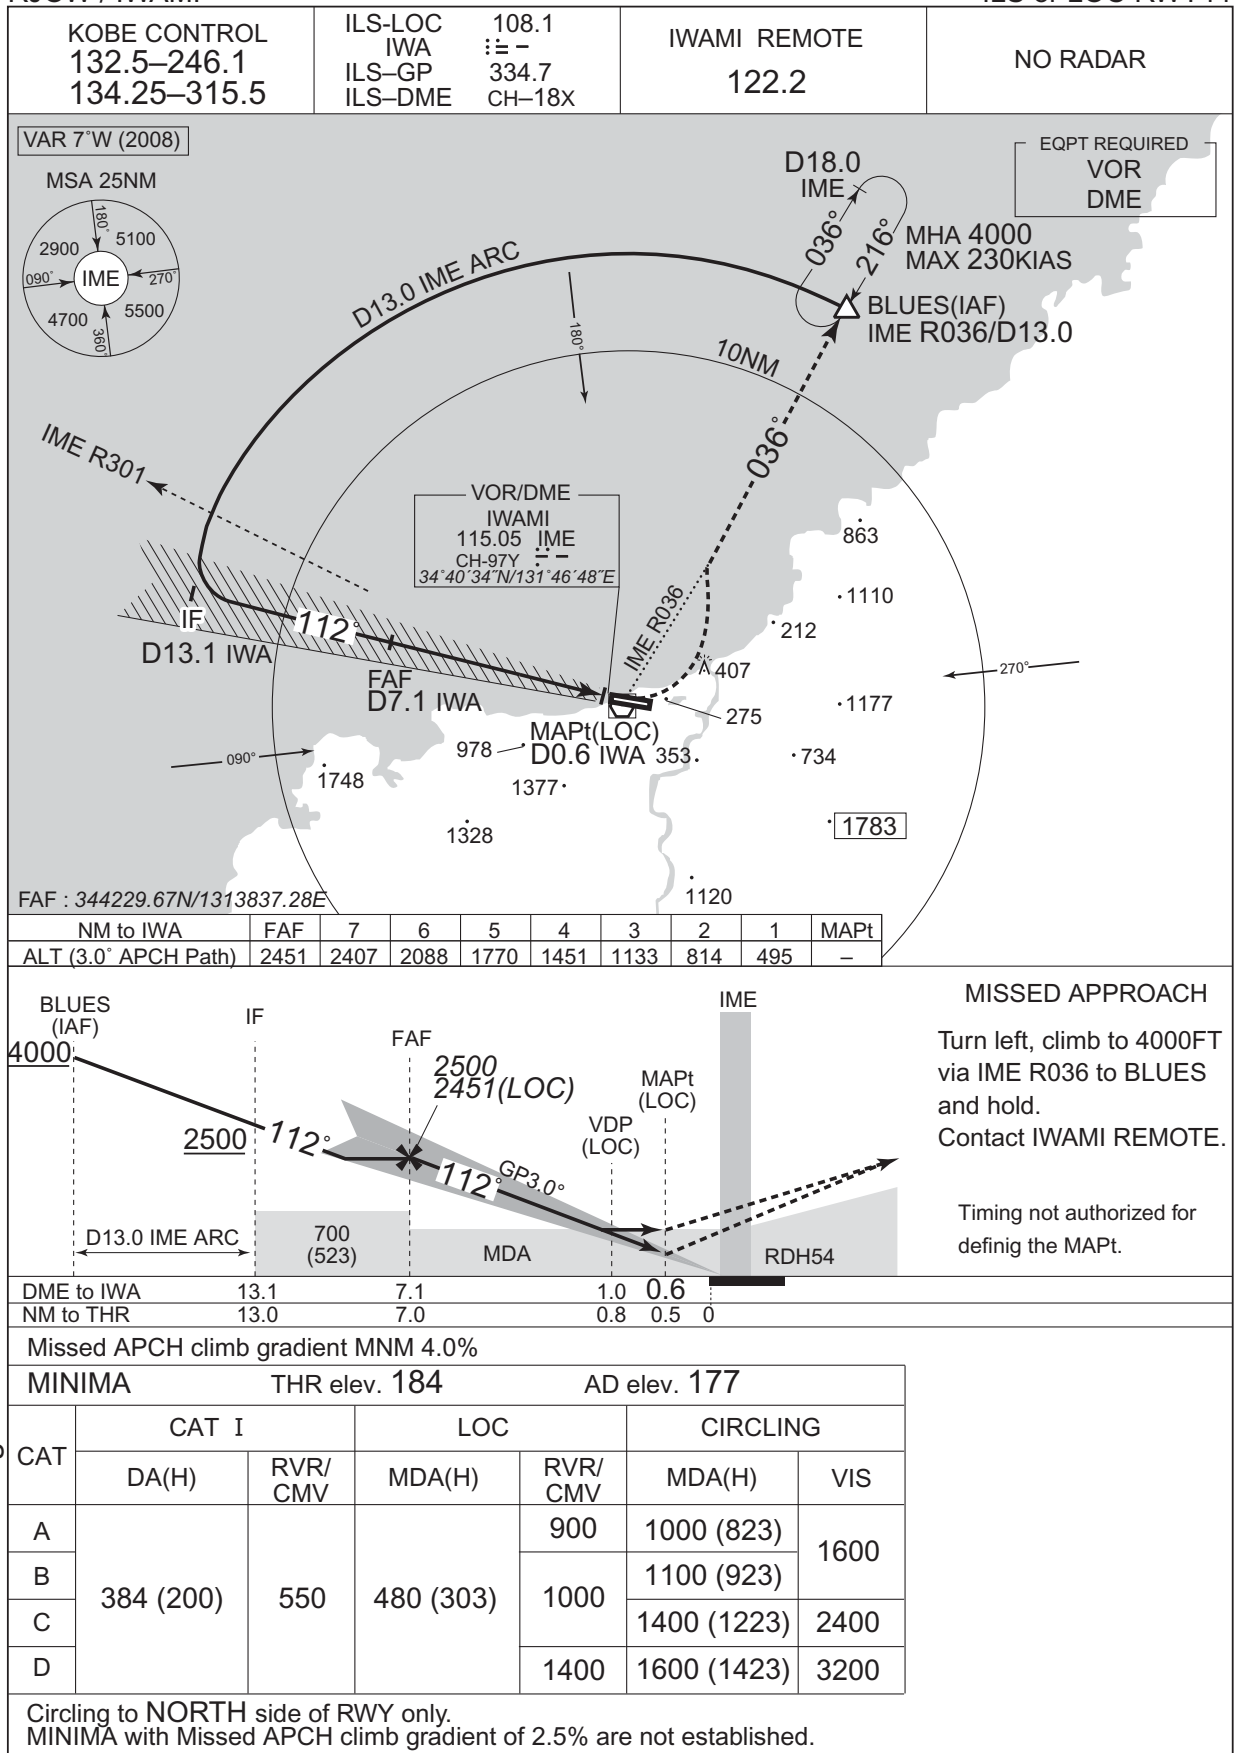 KOBE CONTROL
132.5–246.1
134.25–315.5
ILS-LOC 108.1
IWA
ILS–GP 334.7
ILS–DME CH–18X
IWAMI REMOTE
122.2
NO RADAR
VAR 7°W (2008)
MSA 25NM
180°
2900
5100
090°
IME
270°
4700
5500
360°
EQPT REQUIRED
VOR
DME
D18.0
IME
036°
216°
MHA 4000
MAX 230KIAS
BLUES(IAF)
IME R036/D13.0
D13.0 IME ARC
180°
10NM
036°
IME R301
VOR/DME
IWAMI
115.05 IME
CH-97Y
34°40´34˝N/131°46´48˝E
863
1110
212
IME R036
407
270°
IF
D13.1 IWA
112°
FAF
D7.1 IWA
275
1177
MAPt(LOC)
D0.6 IWA
978
353
734
090°
1748
1377
1328
1783
1120
FAF : 344229.67N/1313837.28E
NM to IWA FAF 7 6 5 4 3 2 1 MAPt
ALT (3.0° APCH Path) 2451 2407 2088 1770 1451 1133 814 495 –
BLUES
(IAF)
4000
IF
2500
112°
FAF
2500
2451(LOC)
112°
GP3.0°
VDP
(LOC)
MAPt
(LOC)
IME
D13.0 IME ARC
700
(523)
MDA
RDH54
MISSED APPROACH
Turn left, climb to 4000FT
via IME R036 to BLUES
and hold.
Contact IWAMI REMOTE.
Timing not authorized for
definig the MAPt.
DME to IWA 13.1 7.1 1.0 0.6
NM to THR 13.0 7.0 0.8 0.5 0
Missed APCH climb gradient MNM 4.0%
MINIMA THR elev. 184 AD elev. 177
CAT CAT I LOC CIRCLING
DA(H) RVR/CMV MDA(H) RVR/CMV MDA(H) VIS
A 384 (200) 550 480 (303) 900 1000 (823) 1600
B 1000 1100 (923)
C 1400 (1223) 2400
D 1400 1600 (1423) 3200
Circling to NORTH side of RWY only.
MINIMA with Missed APCH climb gradient of 2.5% are not established.